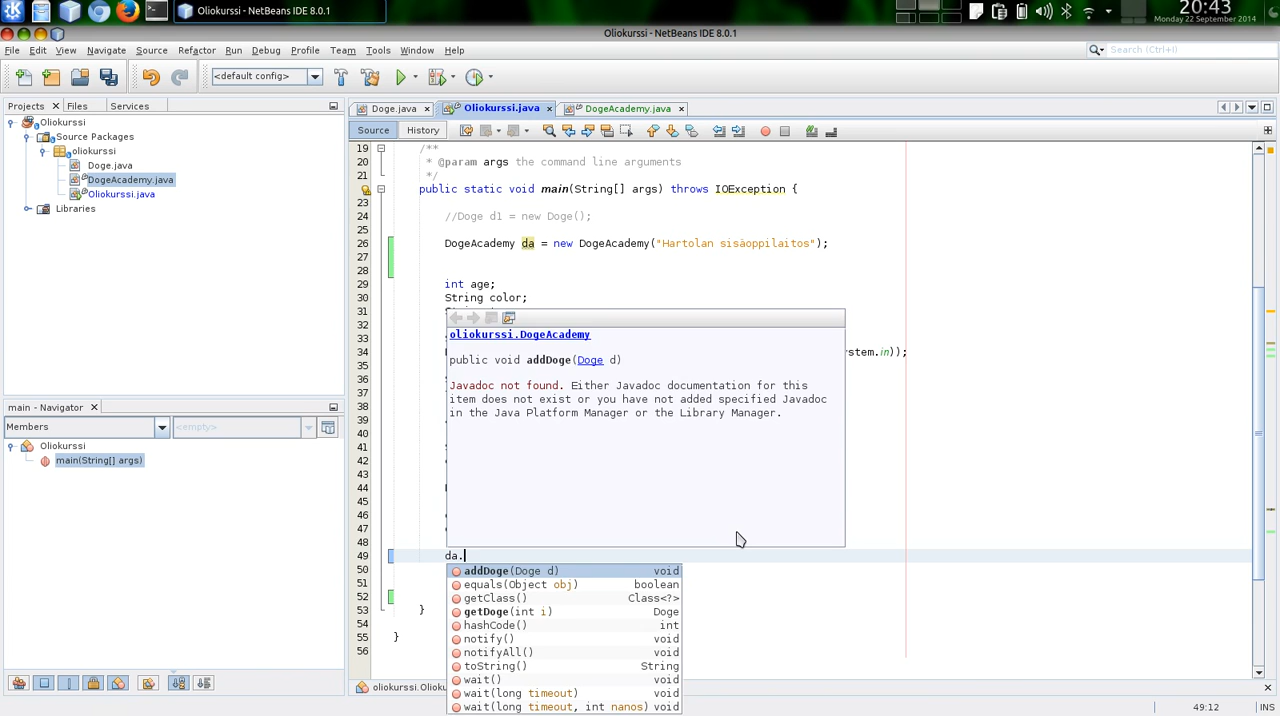 Oliokurssi - NetBeans IDE 8.0.1
20:43
Monday 22 September 2014
Oliokurssi - NetBeans IDE 8.0.1
File Edit View Navigate Source Refactor Run Debug Profile Team Tools Window Help
Search (Ctrl+I)
<default config>
Projects Files Services
Oliokurssi
Source Packages
oliokurssi
Doge.java
DogeAcademy.java
Oliokurssi.java
Libraries
main - Navigator
Members
<empty>
Oliokurssi
main(String[] args)
Doge.java Oliokurssi.java DogeAcademy.java
Source History
19 /**
20 * @param args the command line arguments
21 */
public static void main(String[] args) throws IOException {
23
24 //Doge d1 = new Doge();
25
26 DogeAcademy da = new DogeAcademy("Hartolan sisäoppilaitos");
27
28
29 int age;
30 String color;
31
32
33
34 ystem.in));
35
36
37
38
39
40
41
42
43
44
45
46
47
48
49 da.
50
51
52
53 }
54
55 }
56
oliokurssi.DogeAcademy
public void addDoge(Doge d)
Javadoc not found. Either Javadoc documentation for this
item does not exist or you have not added specified Javadoc
in the Java Platform Manager or the Library Manager.
addDoge(Doge d) void
equals(Object obj) boolean
getClass() Class<?>
getDoge(int i) Doge
hashCode() int
notify() void
notifyAll() void
toString() String
wait() void
wait(long timeout) void
wait(long timeout, int nanos) void
oliokurssi.Oliok
49:12 INS